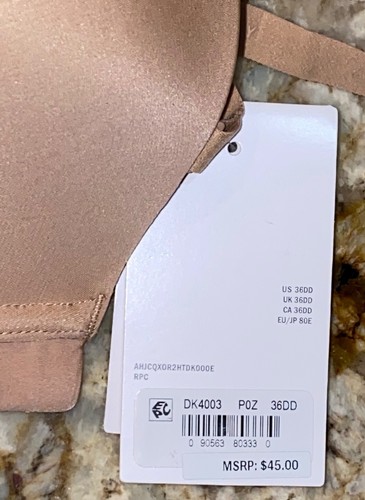 US 36DD
UK 36DD
CA 36DD
EU/JP 80E
AHJCQXOR2HTDKOOOE
RPC
DK4003 P0Z 36DD
0 90563 80333 0
MSRP: $45.00